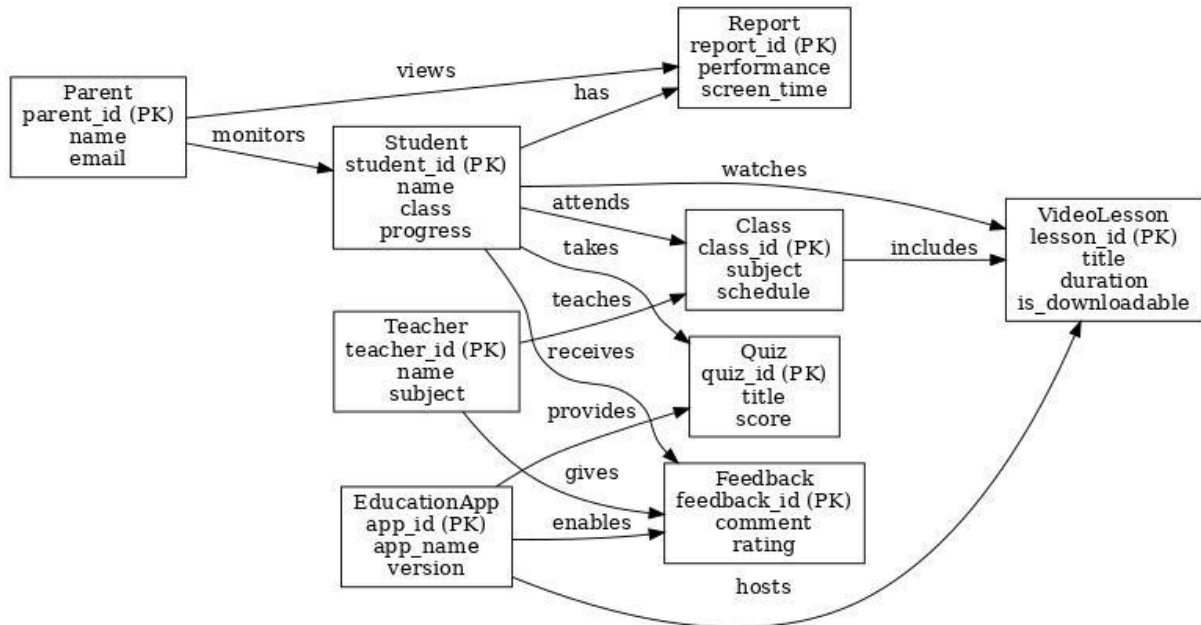 Parent
parent_id (PK)
name
email
views
monitors
Report
report_id (PK)
performance
screen_time
has
Student
student_id (PK)
name
class
progress
watches
attends
takes
Class
class_id (PK)
subject
schedule
includes
VideoLesson
lesson_id (PK)
title
duration
is_downloadable
Teacher
teacher_id (PK)
name
subject
teaches
receives
Quiz
quiz_id (PK)
title
score
provides
gives
EducationApp
app_id (PK)
app_name
version
enables
Feedback
feedback_id (PK)
comment
rating
hosts